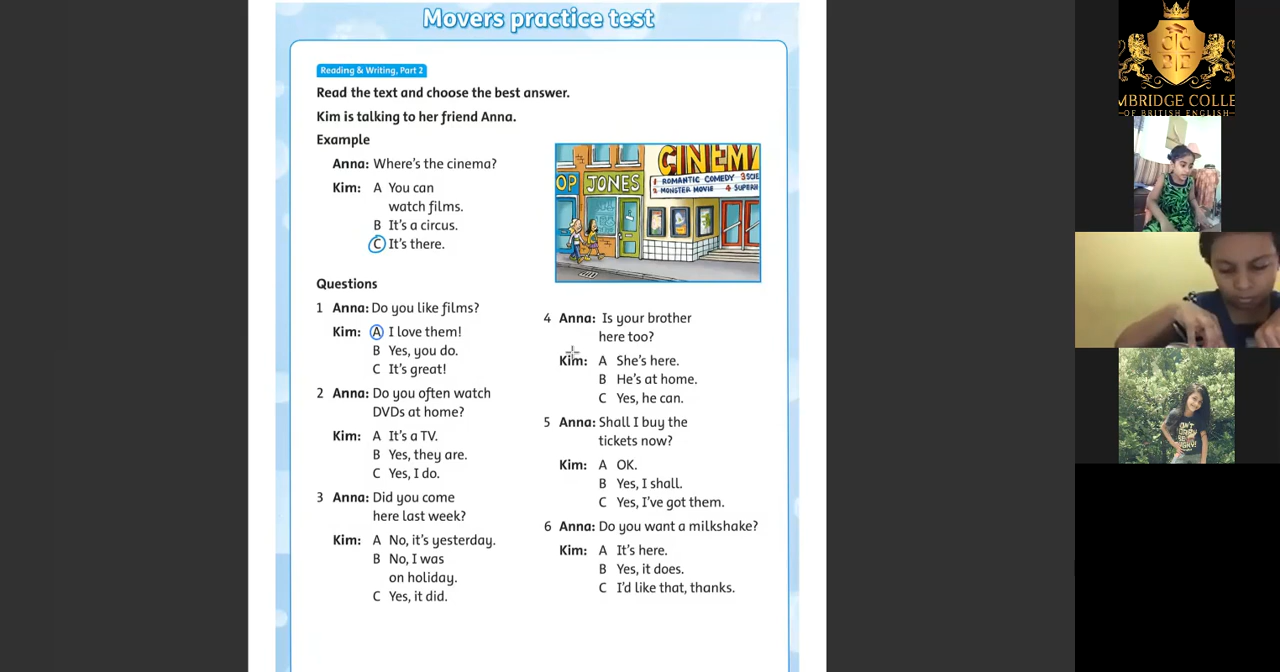 Movers practice test
Reading & Writing, Part 2
Read the text and choose the best answer.
Kim is talking to her friend Anna.
Example
Anna: Where's the cinema?
Kim: A You can
watch films.
B It's a circus.
C It's there.
Questions
1 Anna: Do you like films?
Kim: A I love them!
B Yes, you do.
C It's great!
2 Anna: Do you often watch
DVDs at home?
Kim: A It's a TV.
B Yes, they are.
C Yes, I do.
3 Anna: Did you come
here last week?
Kim: A No, it's yesterday.
B No, I was
on holiday.
C Yes, it did.
OP JONES
CINEMA
1 ROMANTIC COMEDY 3 SCIE
2 MONSTER MOVIE 4 SUPERH
4 Anna: Is your brother
here too?
Kim: A She's here.
B He's at home.
C Yes, he can.
5 Anna: Shall I buy the
tickets now?
Kim: A OK.
B Yes, I shall.
C Yes, I've got them.
6 Anna: Do you want a milkshake?
Kim: A It's here.
B Yes, it does.
C I'd like that, thanks.
MBRIDGE COLLE
OF BRITISH ENGLISH